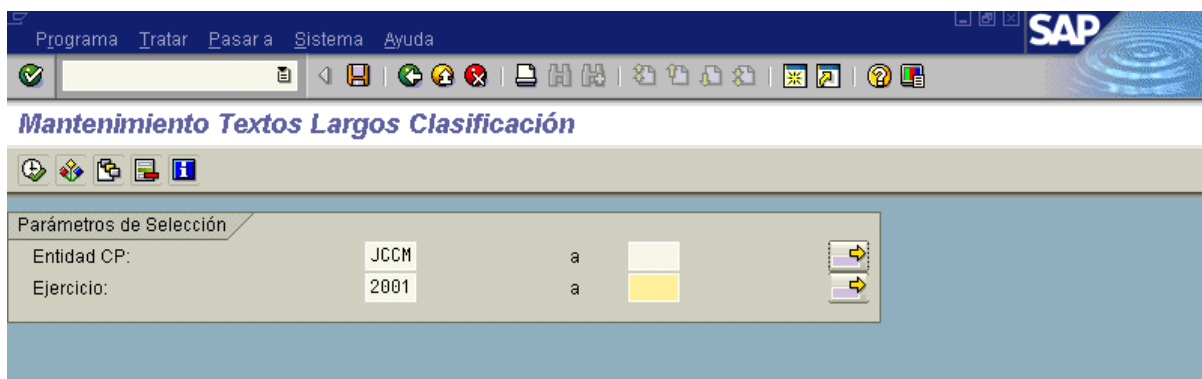 Programa Tratar Pasar a Sistema Ayuda
SAP
Mantenimiento Textos Largos Clasificación
Parámetros de Selección
Entidad CP: JCCM a
Ejercicio: 2001 a